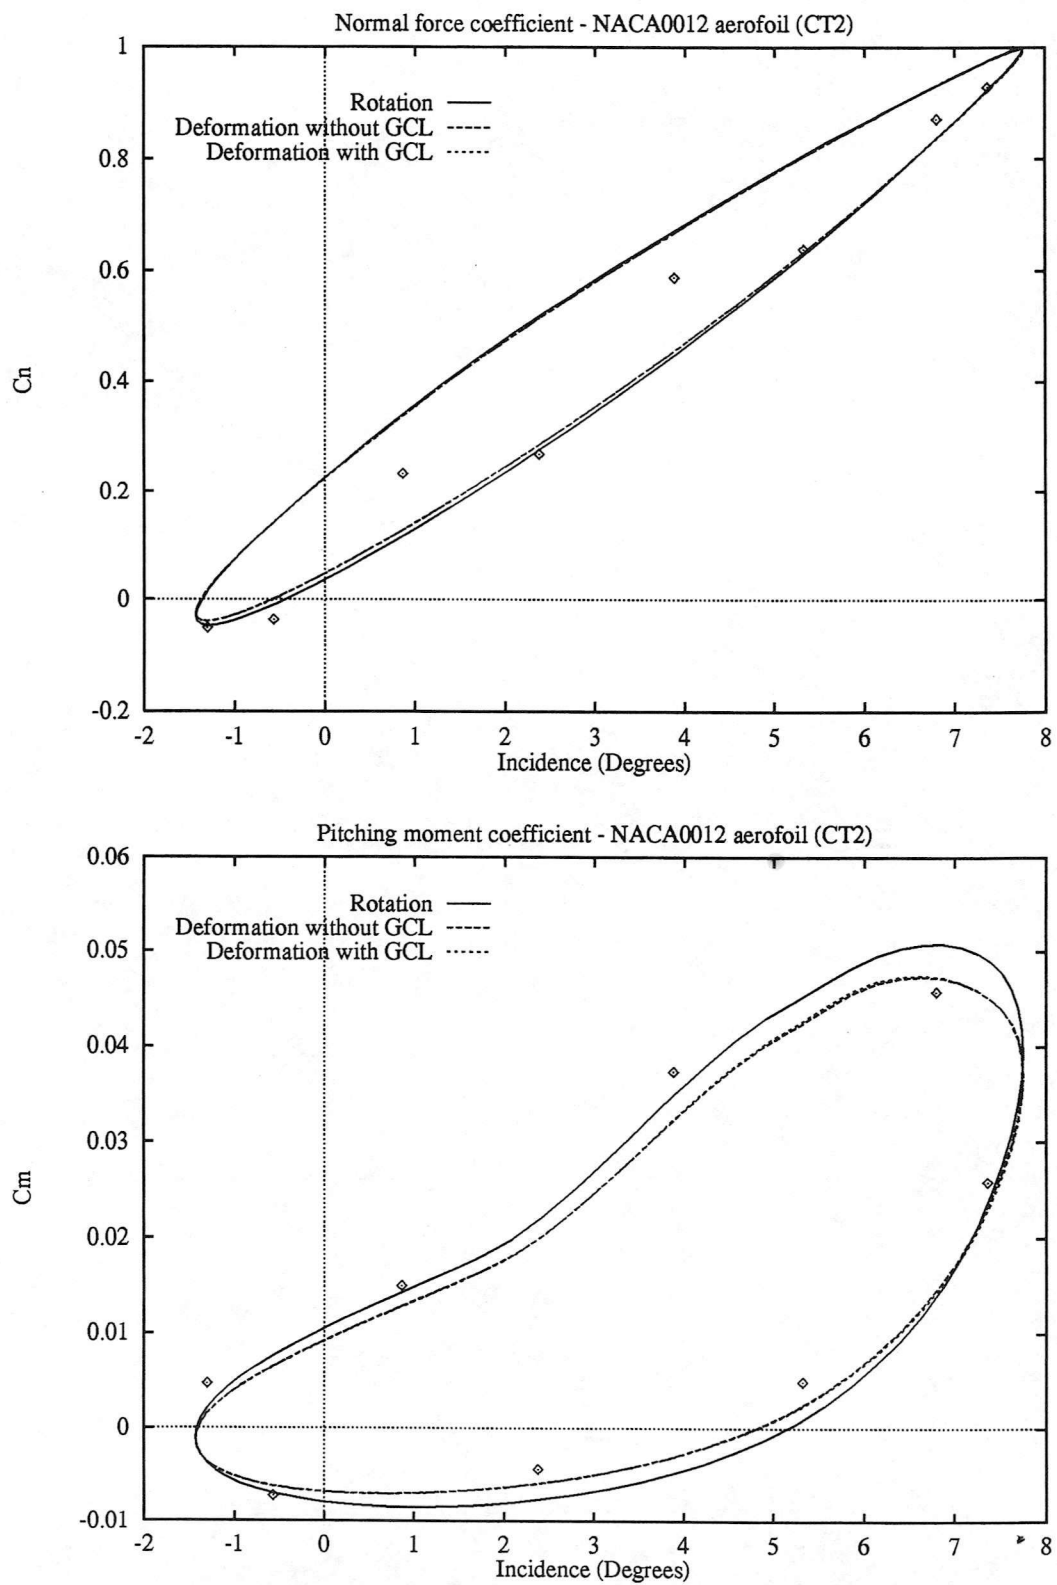 Normal force coefficient - NACA0012 aerofoil (CT2)
1
Rotation
Deformation without GCL
Deformation with GCL
0.8
0.6
Cn
0.4
0.2
0
-0.2
-2 -1 0 1 2 3 4 5 6 7 8
Incidence (Degrees)
Pitching moment coefficient - NACA0012 aerofoil (CT2)
0.06
Rotation
Deformation without GCL
Deformation with GCL
0.05
0.04
0.03
Cm
0.02
0.01
0
-0.01
-2 -1 0 1 2 3 4 5 6 7 8
Incidence (Degrees)